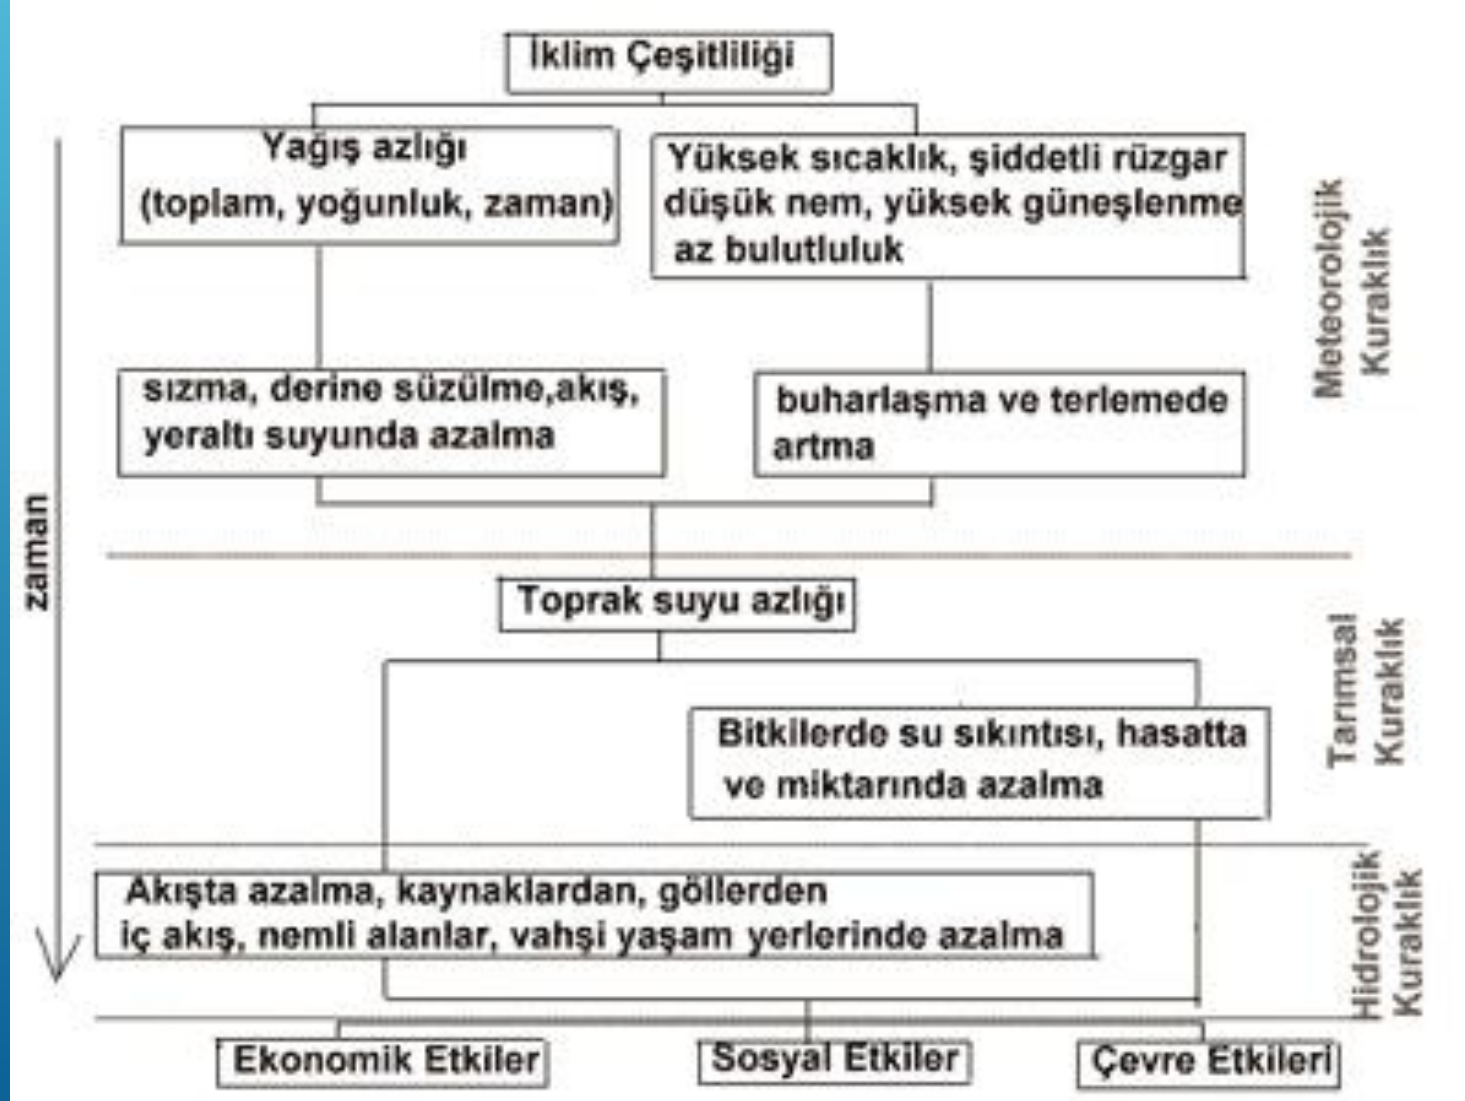 İklim Çeşitliliği
Yağış azlığı
(toplam, yoğunluk, zaman)
Yüksek sıcaklık, şiddetli rüzgar
düşük nem, yüksek güneşlenme
az bulutluluk
Meteorolojik
Kuraklık
sızma, derine süzülme,akış,
yeraltı suyunda azalma
buharlaşma ve terlemede
artma
zaman
Toprak suyu azlığı
Tarımsal
Kuraklık
Bitkilerde su sıkıntısı, hasatta
ve miktarında azalma
Akışta azalma, kaynaklardan, göllerden
iç akış, nemli alanlar, vahşi yaşam yerlerinde azalma
Hidrolojik
Kuraklık
Ekonomik Etkiler
Sosyal Etkiler
Çevre Etkileri